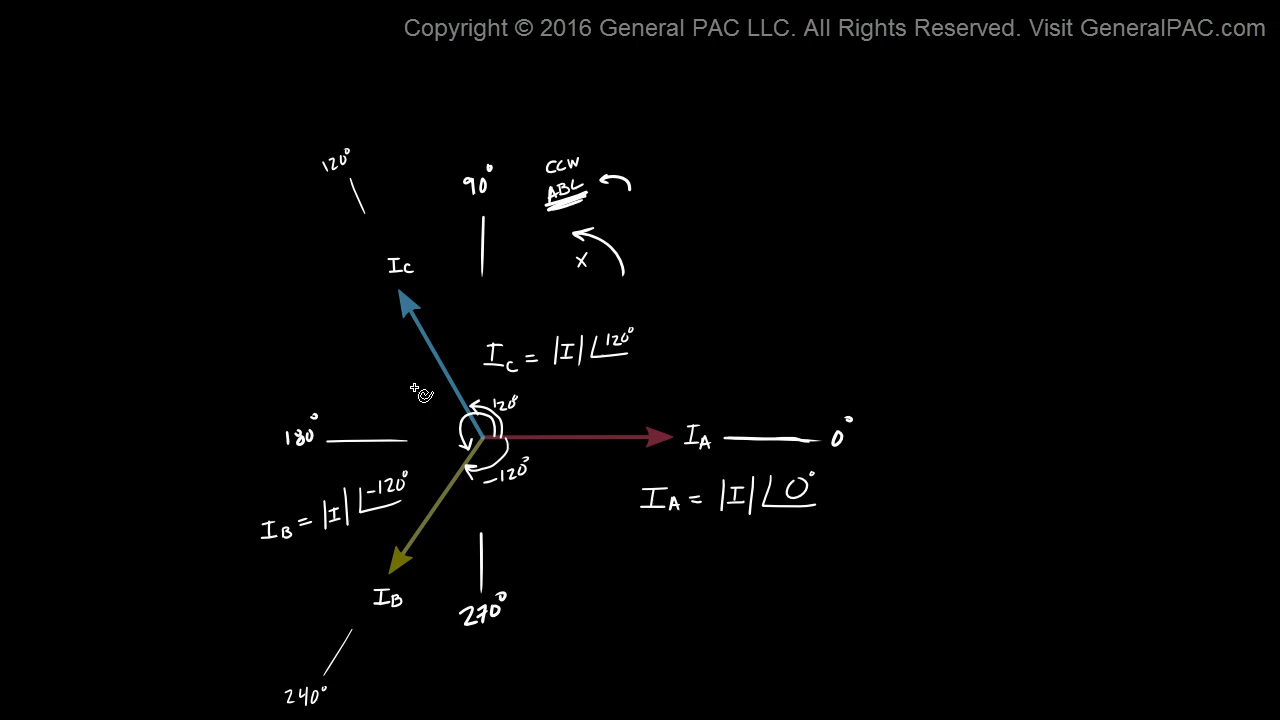 Copyright © 2016 General PAC LLC. All Rights Reserved. Visit GeneralPAC.com
120°
90°
CCW
ABC
x
Ic
Ic = |I| ∠120°
120°
180°
IA
0°
-120°
IA = |I| ∠0°
IB = |I| ∠-120°
IB
270°
240°